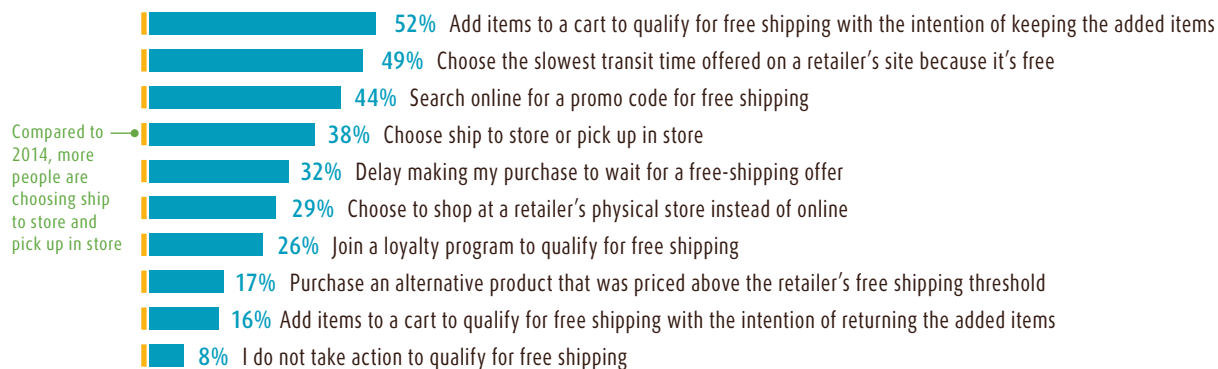 52% Add items to a cart to qualify for free shipping with the intention of keeping the added items
49% Choose the slowest transit time offered on a retailer’s site because it’s free
44% Search online for a promo code for free shipping
38% Choose ship to store or pick up in store
32% Delay making my purchase to wait for a free-shipping offer
29% Choose to shop at a retailer’s physical store instead of online
26% Join a loyalty program to qualify for free shipping
17% Purchase an alternative product that was priced above the retailer’s free shipping threshold
16% Add items to a cart to qualify for free shipping with the intention of returning the added items
8% I do not take action to qualify for free shipping
Compared to
2014, more
people are
choosing ship
to store and
pick up in store